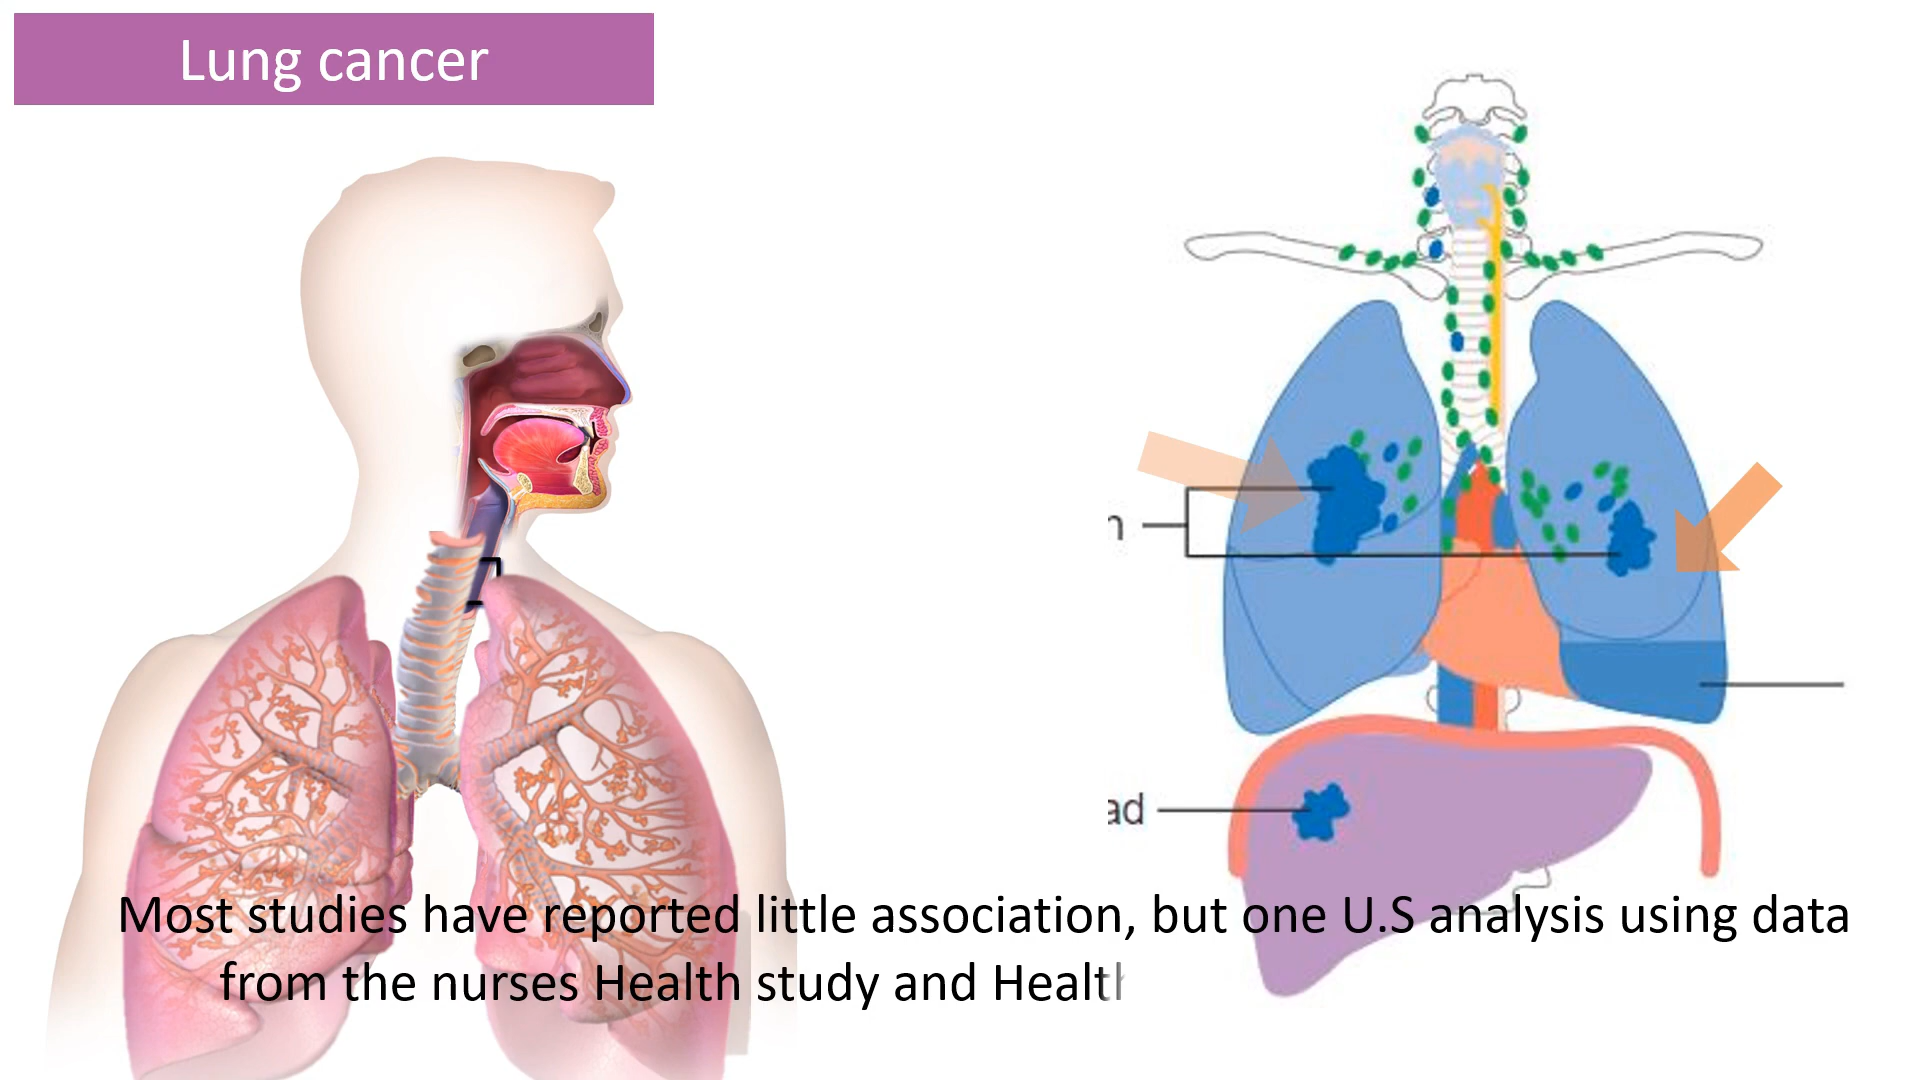 Lung cancer
n
ad
Most studies have reported little association, but one U.S analysis using data
from the nurses Health study and Healt